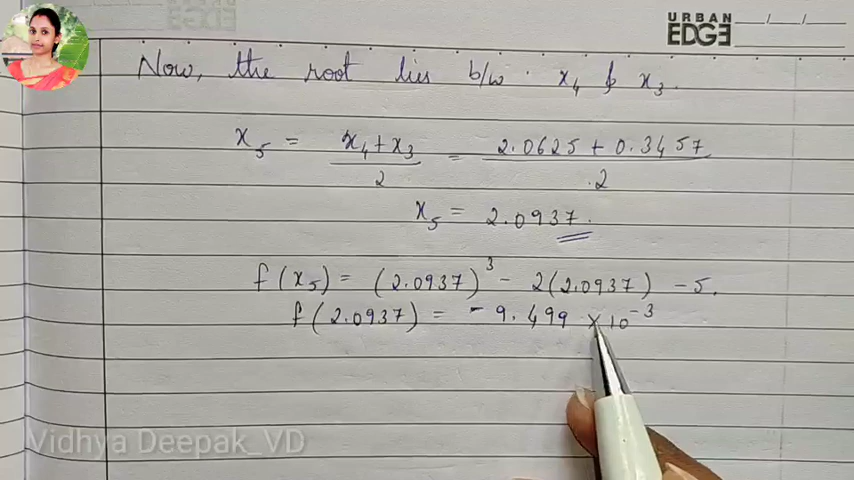 URBAN
EDGE
Now, the root lies b/w. x4 & x3.
x5 = x4+x3/2 = 2.0625 + 0.3457/2
x5 = 2.0937.
f(x5) = (2.0937)^3 - 2(2.0937) - 5.
f(2.0937) = -9.499 × 10^-3
Vidhya Deepak_VD